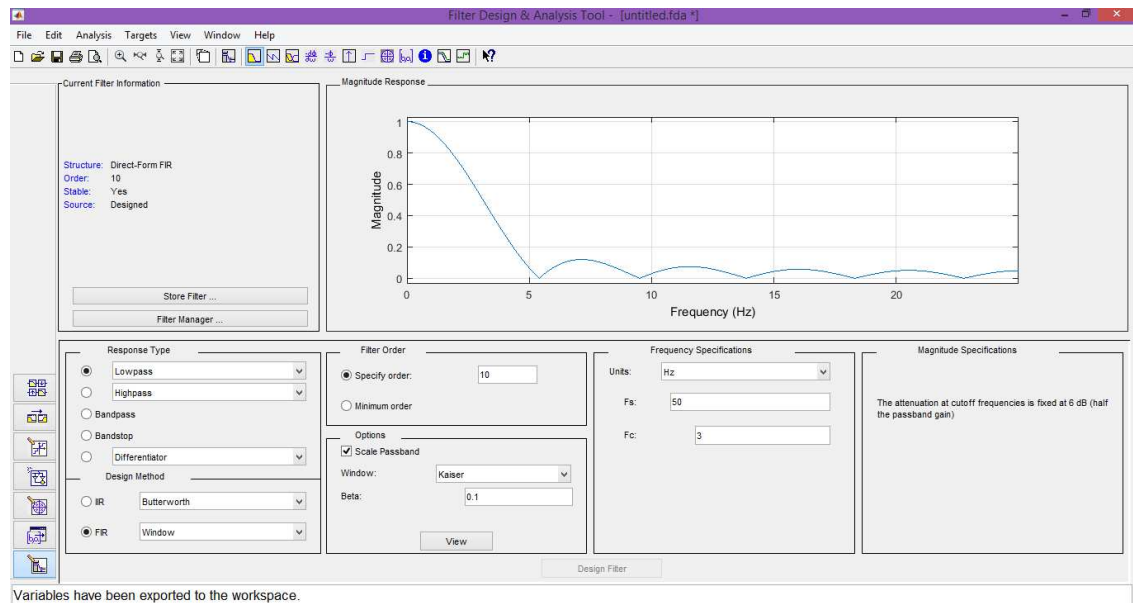 Filter Design & Analysis Tool - [untitled.fda *]
File Edit Analysis Targets View Window Help
Current Filter Information
Structure: Direct-Form FIR
Order: 10
Stable: Yes
Source: Designed
Store Filter ...
Filter Manager ...
Magnitude Response
Magnitude
1
0.8
0.6
0.4
0.2
0
0 5 10 15 20
Frequency (Hz)
Response Type
Lowpass
Highpass
Bandpass
Bandstop
Differentiator
Design Method
IIR Butterworth
FIR Window
Filter Order
Specify order: 10
Minimum order
Options
Scale Passband
Window: Kaiser
Beta: 0.1
View
Frequency Specifications
Units: Hz
Fs: 50
Fc: 3
Magnitude Specifications
The attenuation at cutoff frequencies is fixed at 6 dB (half
the passband gain)
Design Filter
Variables have been exported to the workspace.